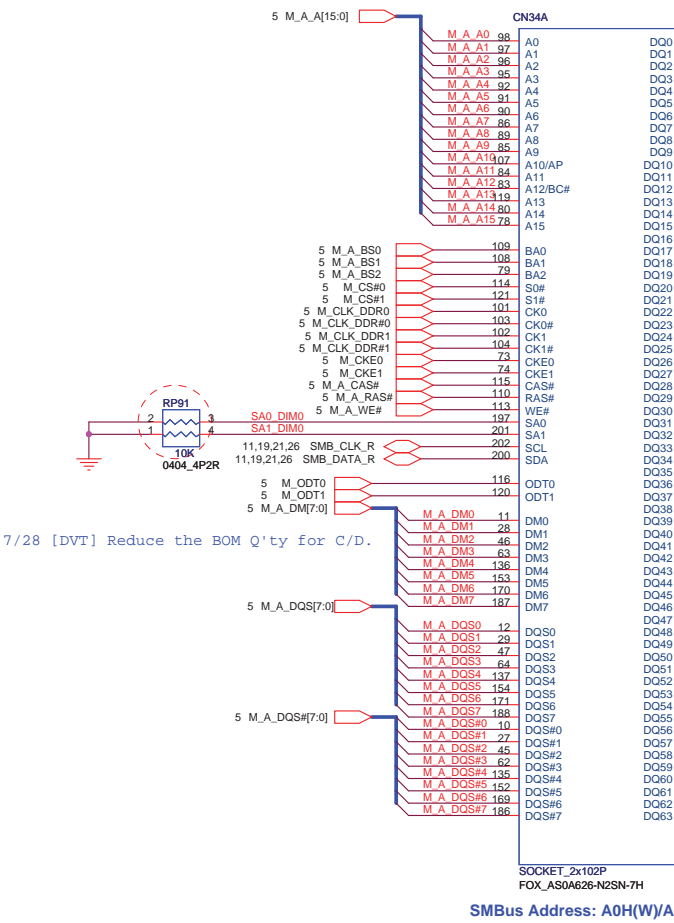 5 M_A_A[15:0]
CN34A
M_A_A0 98 A0 DQ0
M_A_A1 97 A1 DQ1
M_A_A2 96 A2 DQ2
M_A_A3 95 A3 DQ3
M_A_A4 92 A4 DQ4
M_A_A5 91 A5 DQ5
M_A_A6 90 A6 DQ6
M_A_A7 86 A7 DQ7
M_A_A8 89 A8 DQ8
M_A_A9 85 A9 DQ9
M_A_A10 107 A10/AP DQ10
M_A_A11 84 A11 DQ11
M_A_A12 83 A12/BC# DQ12
M_A_A13 119 A13 DQ13
M_A_A14 80 A14 DQ14
M_A_A15 78 A15 DQ15
DQ16
5 M_A_BS0 109 BA0 DQ17
5 M_A_BS1 108 BA1 DQ18
5 M_A_BS2 79 BA2 DQ19
5 M_CS#0 114 S0# DQ20
5 M_CS#1 121 S1# DQ21
5 M_CLK_DDR0 101 CK0 DQ22
5 M_CLK_DDR#0 103 CK0# DQ23
5 M_CLK_DDR1 102 CK1 DQ24
5 M_CLK_DDR#1 104 CK1# DQ25
5 M_CKE0 73 CKE0 DQ26
5 M_CKE1 74 CKE1 DQ27
5 M_A_CAS# 115 CAS# DQ28
5 M_A_RAS# 110 RAS# DQ29
5 M_A_WE# 113 WE# DQ30
RP91
2 3 SA0_DIM0 197 SA0 DQ31
1 4 SA1_DIM0 201 SA1 DQ32
10K
0404_4P2R
11,19,21,26 SMB_CLK_R 202 SCL DQ33
11,19,21,26 SMB_DATA_R 200 SDA DQ34
DQ35
5 M_ODT0 116 ODT0 DQ36
5 M_ODT1 120 ODT1 DQ37
5 M_A_DM[7:0] DQ38
M_A_DM0 11 DM0 DQ39
M_A_DM1 28 DM1 DQ40
7/28 [DVT] Reduce the BOM Q'ty for C/D.
M_A_DM2 46 DM2 DQ41
M_A_DM3 63 DM3 DQ42
M_A_DM4 136 DM4 DQ43
M_A_DM5 153 DM5 DQ44
M_A_DM6 170 DM6 DQ45
M_A_DM7 187 DM7 DQ46
5 M_A_DQS[7:0]
DQ47
M_A_DQS0 12 DQS0 DQ48
M_A_DQS1 29 DQS1 DQ49
M_A_DQS2 47 DQS2 DQ50
M_A_DQS3 64 DQS3 DQ51
M_A_DQS4 137 DQS4 DQ52
M_A_DQS5 154 DQS5 DQ53
M_A_DQS6 171 DQS6 DQ54
M_A_DQS7 188 DQS7 DQ55
5 M_A_DQS#[7:0]
M_A_DQS#0 10 DQS#0 DQ56
M_A_DQS#1 27 DQS#1 DQ57
M_A_DQS#2 45 DQS#2 DQ58
M_A_DQS#3 62 DQS#3 DQ59
M_A_DQS#4 135 DQS#4 DQ60
M_A_DQS#5 152 DQS#5 DQ61
M_A_DQS#6 169 DQS#6 DQ62
M_A_DQS#7 186 DQS#7 DQ63
SOCKET_2x102P
FOX_AS0A626-N2SN-7H
SMBus Address: A0H(W)/A